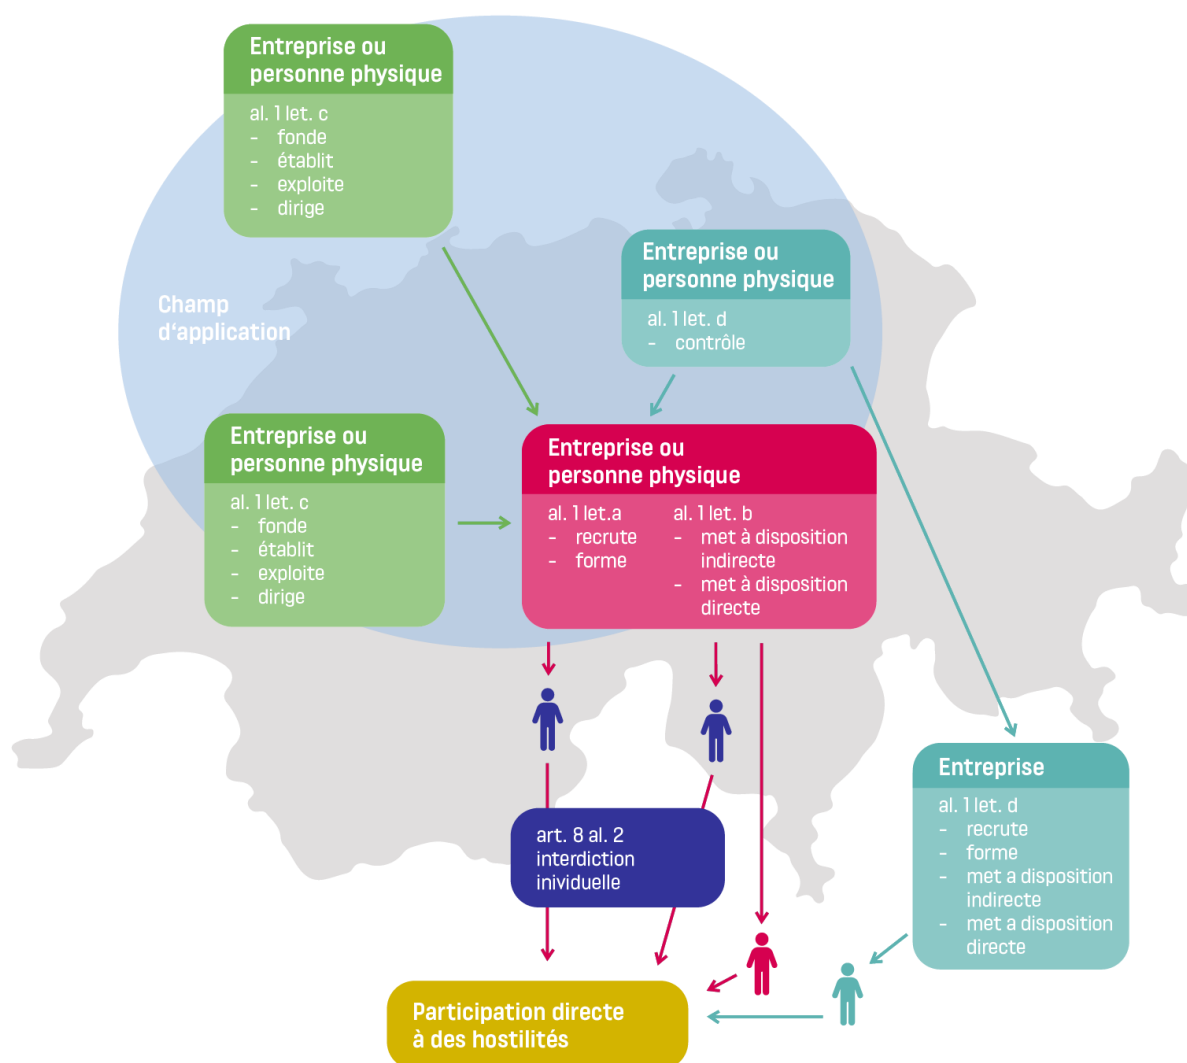 Entreprise ou
personne physique
al. 1 let. c
- fonde
- établit
- exploite
- dirige
Entreprise ou
personne physique
al. 1 let. d
- contrôle
Champ
d‘application
Entreprise ou
personne physique
al. 1 let. c
- fonde
- établit
- exploite
- dirige
Entreprise ou
personne physique
al. 1 let.a
- recrute
- forme
al. 1 let. b
- met à disposition
indirecte
- met à disposition
directe
Entreprise
al. 1 let. d
- recrute
- forme
- met a disposition
indirecte
- met a disposition
directe
art. 8 al. 2
interdiction
inividuelle
Participation directe
à des hostilités